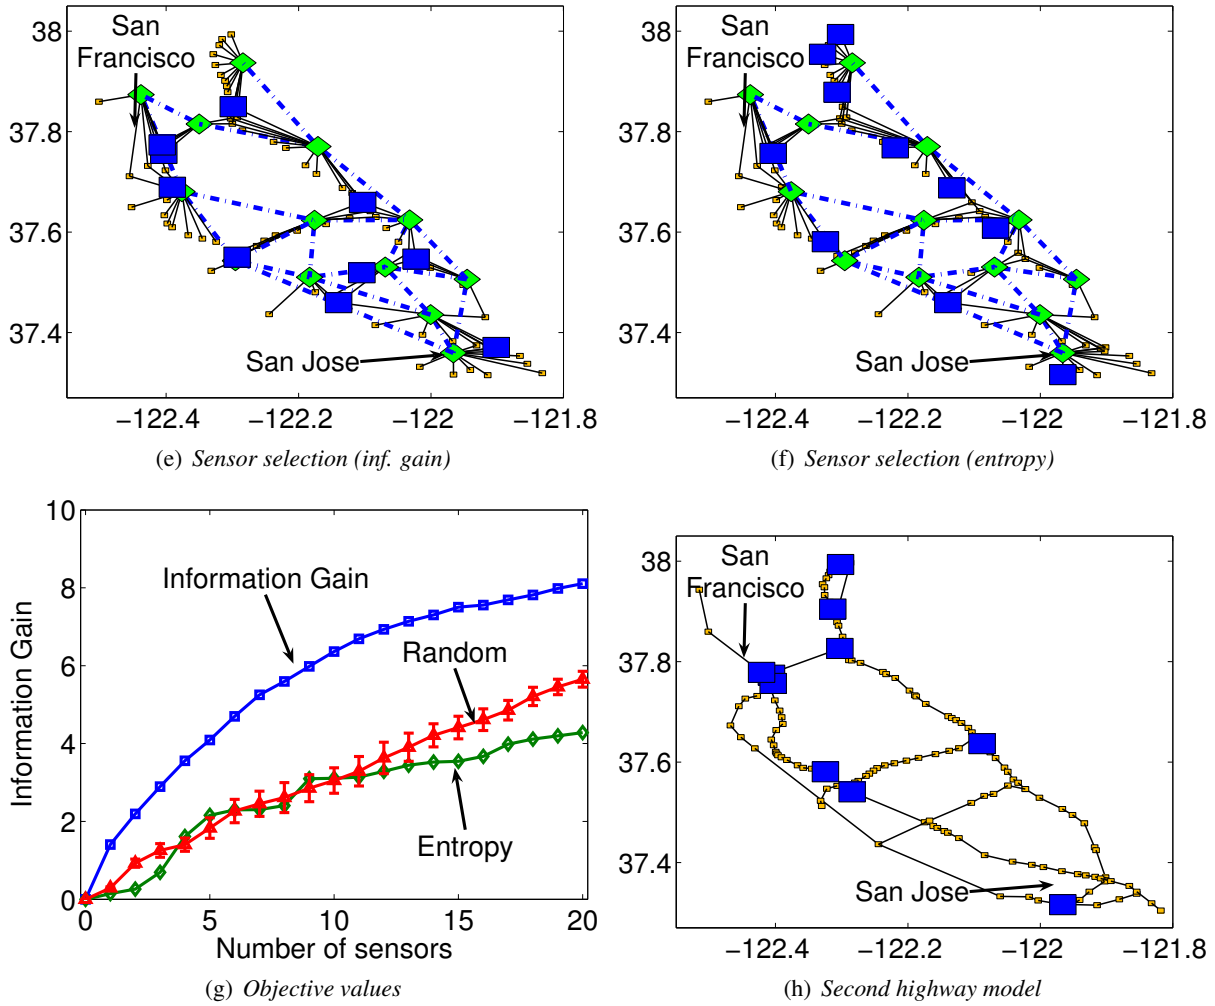 38
37.8
37.6
37.4
−122.4
−122.2
−122
−121.8
San
Francisco
San Jose
(e) Sensor selection (inf. gain)
38
37.8
37.6
37.4
−122.4
−122.2
−122
−121.8
San
Francisco
San Jose
(f) Sensor selection (entropy)
10
8
6
4
2
0
0
5
10
15
20
Information Gain
Number of sensors
Information Gain
Random
Entropy
(g) Objective values
38
37.8
37.6
37.4
−122.4
−122.2
−122
−121.8
San
Francisco
San Jose
(h) Second highway model